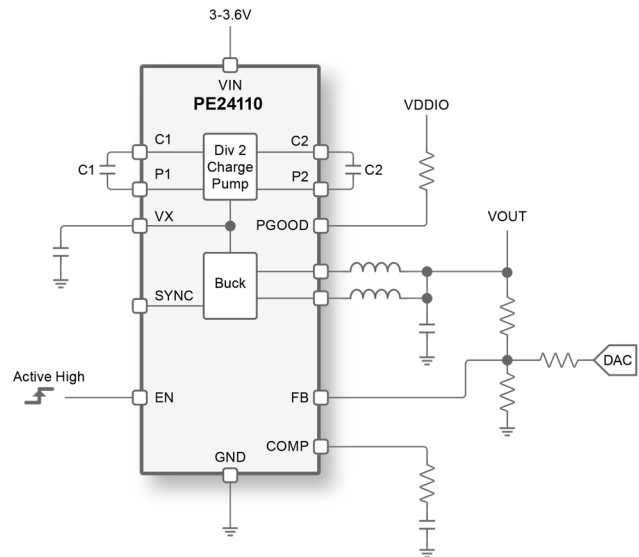 3-3.6V
VIN
PE24110
VDDIO
C1
C1
Div 2
Charge
Pump
C2
C2
P1
P2
VX
PGOOD
VOUT
Buck
SYNC
DAC
Active High
EN
FB
COMP
GND